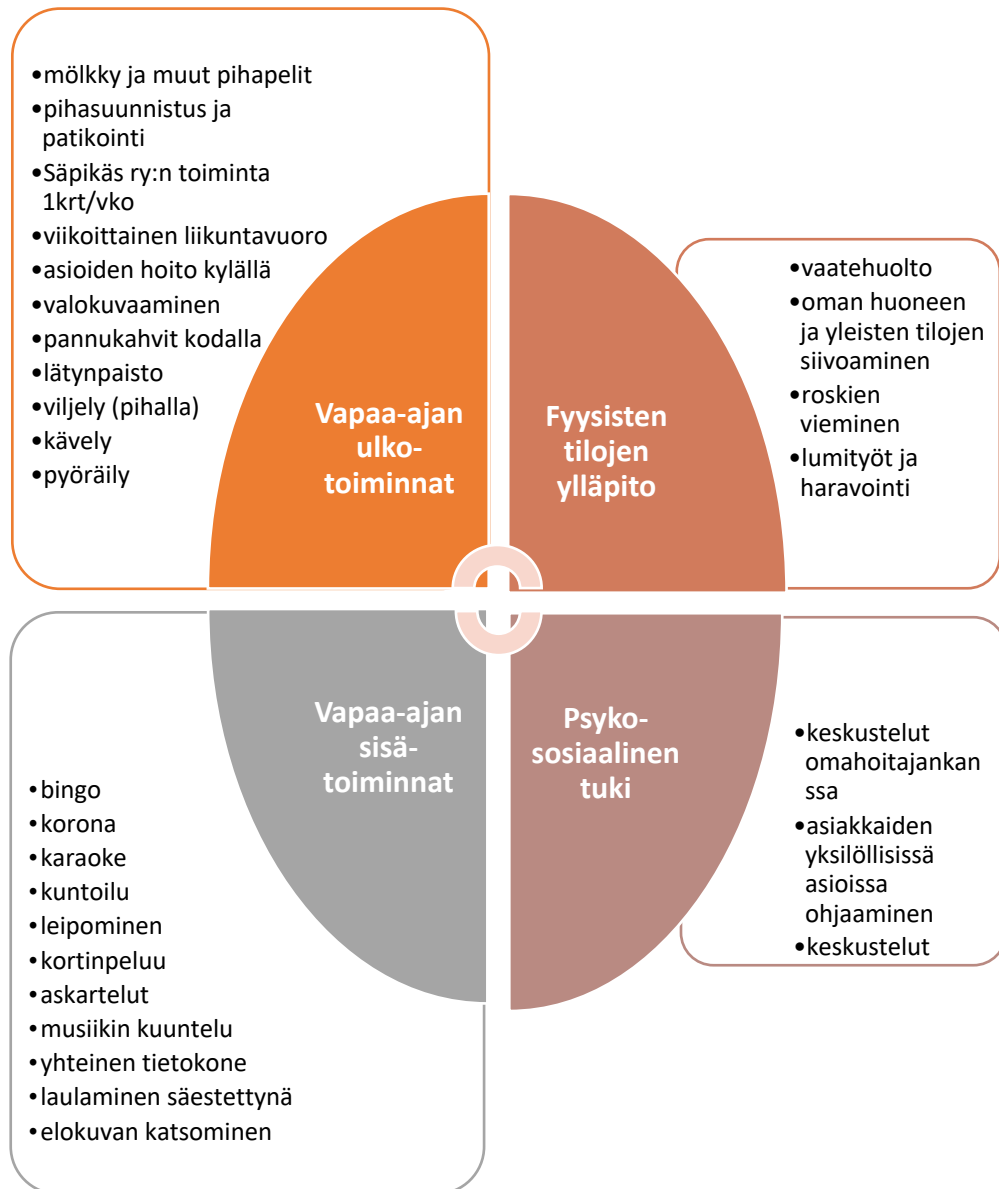 •mölkky ja muut pihapelit
•pihasuunnistus ja
patikointi
•Säpikäs ry:n toiminta
1krt/vko
•viikoittainen liikuntavuoro
•asioiden hoito kylällä
•valokuvaaminen
•pannukahvit kodalla
•lätynpaisto
•viljely (pihalla)
•kävely
•pyöräily
Vapaa-ajan
ulko-
toiminnat
Fyysisten
tilojen
ylläpito
•vaatehuolto
•oman huoneen
ja yleisten tilojen
siivoaminen
•roskien
vieminen
•lumityöt ja
haravointi
Vapaa-ajan
sisä-
toiminnat
•bingo
•korona
•karaoke
•kuntoilu
•leipominen
•kortinpeluu
•askartelut
•musiikin kuuntelu
•yhteinen tietokone
•laulaminen säestettynä
•elokuvan katsominen
Psyko-
sosiaalinen
tuki
•keskustelut
omahoitajankan
ssa
•asiakkaiden
yksilöllisissä
asioissa
ohjaaminen
•keskustelut